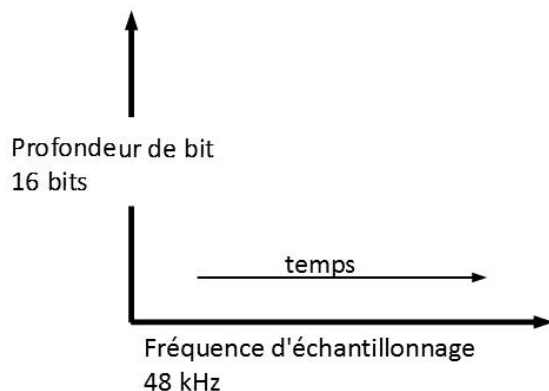 Profondeur de bit
16 bits
temps
Fréquence d'échantillonnage
48 kHz